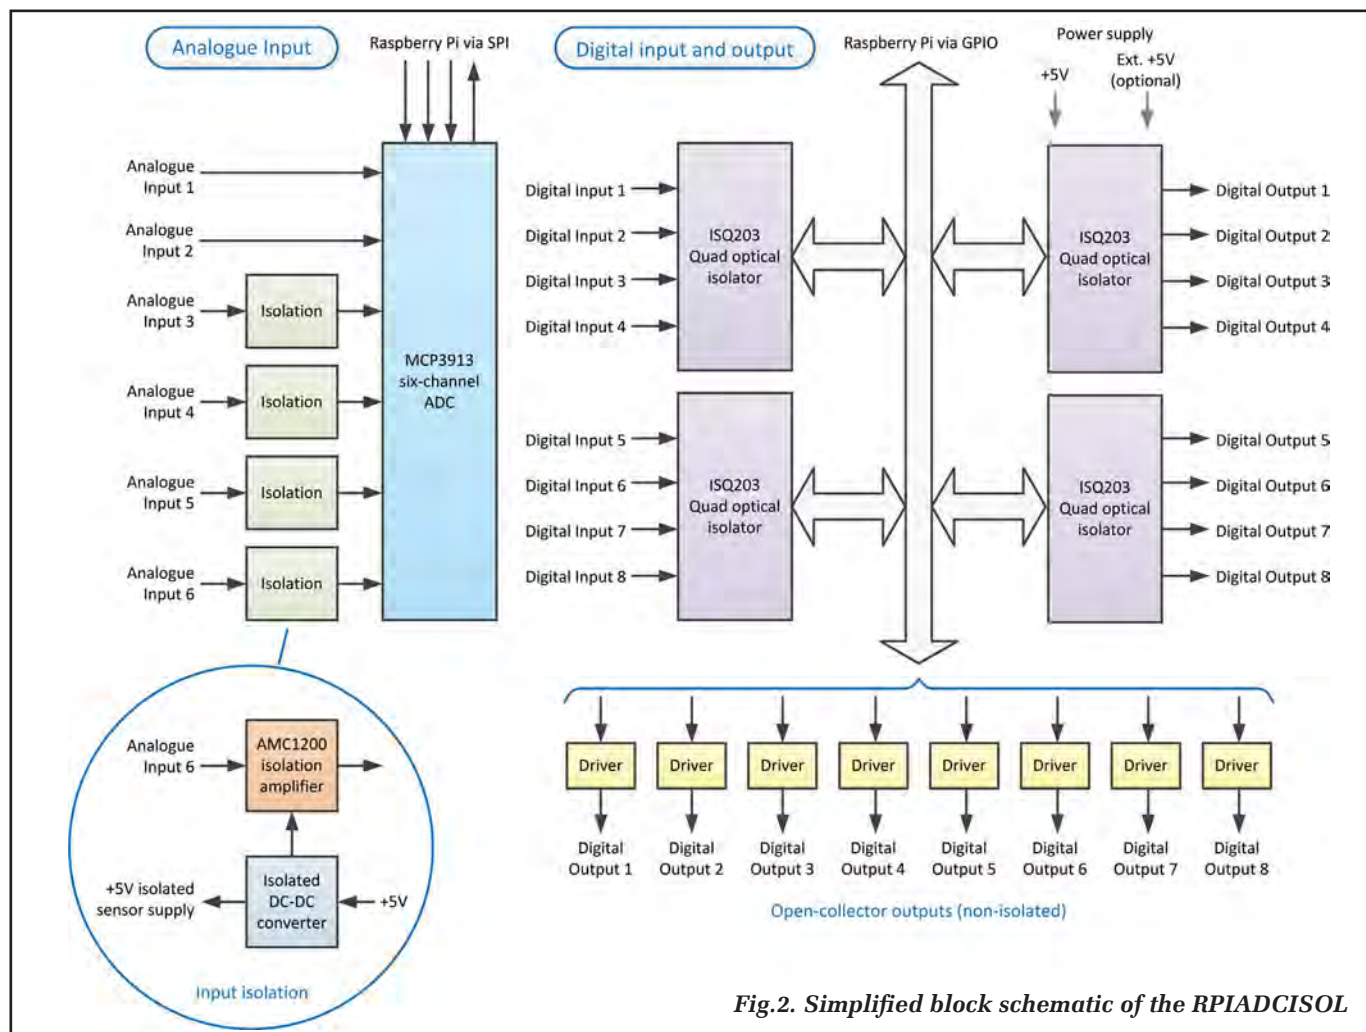 Analogue Input
Raspberry Pi via SPI
Analogue
Input 1
Analogue
Input 2
Analogue
Input 3
Isolation
Analogue
Input 4
Isolation
Analogue
Input 5
Isolation
Analogue
Input 6
Isolation
MCP3913
six-channel
ADC
Analogue
Input 6
AMC1200
isolation
amplifier
+5V isolated
sensor supply
Isolated
DC-DC
converter
+5V
Input isolation
Digital input and output
Raspberry Pi via GPIO
Power supply
+5V
Ext. +5V
(optional)
Digital Input 1
Digital Input 2
Digital Input 3
Digital Input 4
ISQ203
Quad optical
isolator
ISQ203
Quad optical
isolator
Digital Output 1
Digital Output 2
Digital Output 3
Digital Output 4
Digital Input 5
Digital Input 6
Digital Input 7
Digital Input 8
ISQ203
Quad optical
isolator
ISQ203
Quad optical
isolator
Digital Output 5
Digital Output 6
Digital Output 7
Digital Output 8
Driver
Driver
Driver
Driver
Driver
Driver
Driver
Driver
Digital
Output 1
Digital
Output 2
Digital
Output 3
Digital
Output 4
Digital
Output 5
Digital
Output 6
Digital
Output 7
Digital
Output 8
Open-collector outputs (non-isolated)
Fig.2. Simplified block schematic of the RPIADCISOL